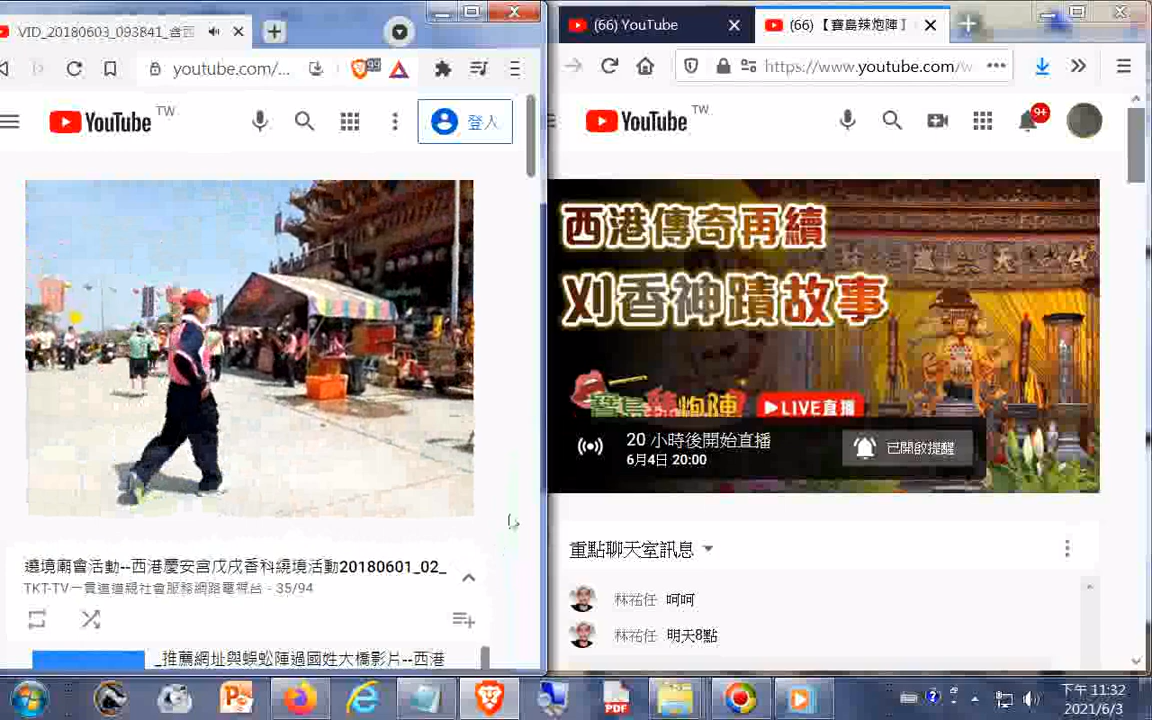 VID_20180603_093841_
youtube.com/...
99
YouTube TW
登入
遶境廟會活動--西港慶安宮戊戌香科繞境活動20180601_02_
TKT-TV一貫道道親社會服務網路電視台 - 35/94
_推薦網址與蜈蚣陣過國姓大橋影片--西港
(66) YouTube
(66) 【寶島辣炮陣】
https://www.youtube.com/w
YouTube TW
9+
西港傳奇再續
刈香神蹟故事
寶島辣炮陣
LIVE直播
20 小時後開始直播
6月4日 20:00
已開啟提醒
重點聊天室訊息
林祐任 呵呵
林祐任 明天8點
PDF
下午 11:32
2021/6/3